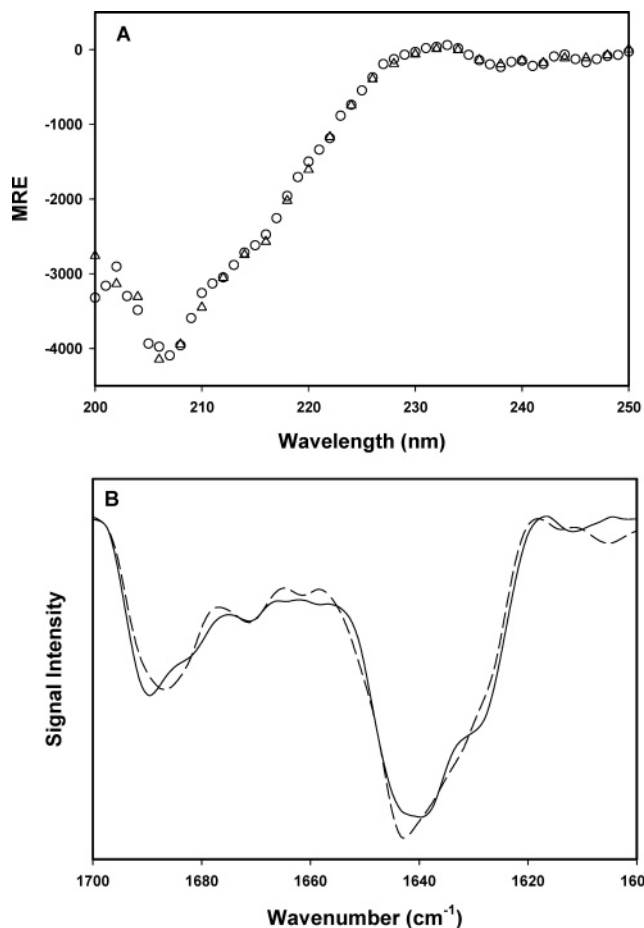 A
0
-1000
-2000
-3000
-4000
MRE
200 210 220 230 240 250
Wavelength (nm)
B
Signal Intensity
1700 1680 1660 1640 1620 160
Wavenumber (cm-1)